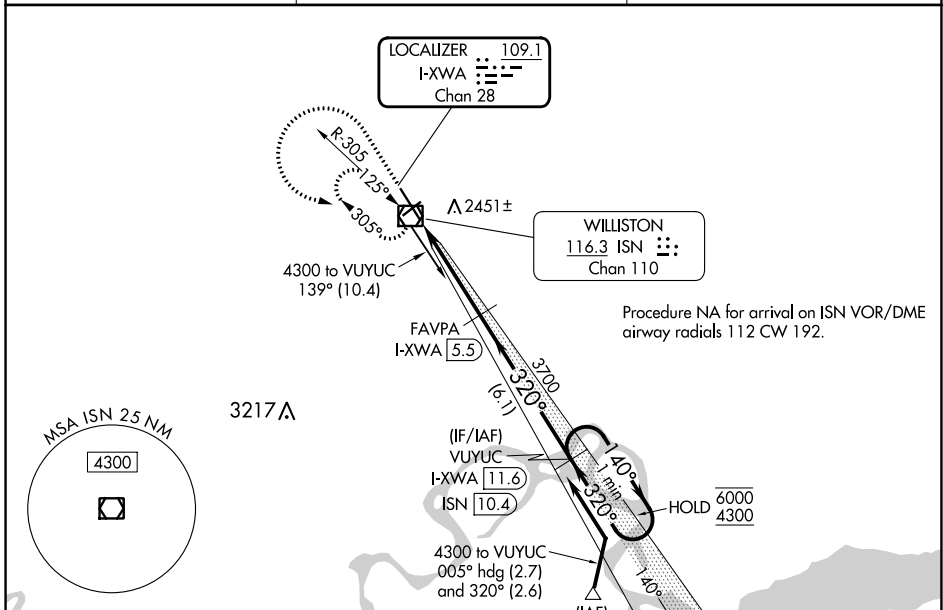 LOCALIZER 109.1
I-XWA
Chan 28
R-305
125°
305°
2451±
WILLISTON
116.3 ISN
Chan 110
4300 to VUYUC
139° (10.4)
Procedure NA for arrival on ISN VOR/DME
airway radials 112 CW 192.
FAVPA
I-XWA 5.5
3700
320°
(6.1)
3217
MSA ISN 25 NM
4300
(IF/IAF)
VUYUC
I-XWA 11.6
ISN 10.4
140°
1 min
320°
HOLD 6000
4300
4300 to VUYUC
005° hdg (2.7)
and 320° (2.6)
140°
(IAF)